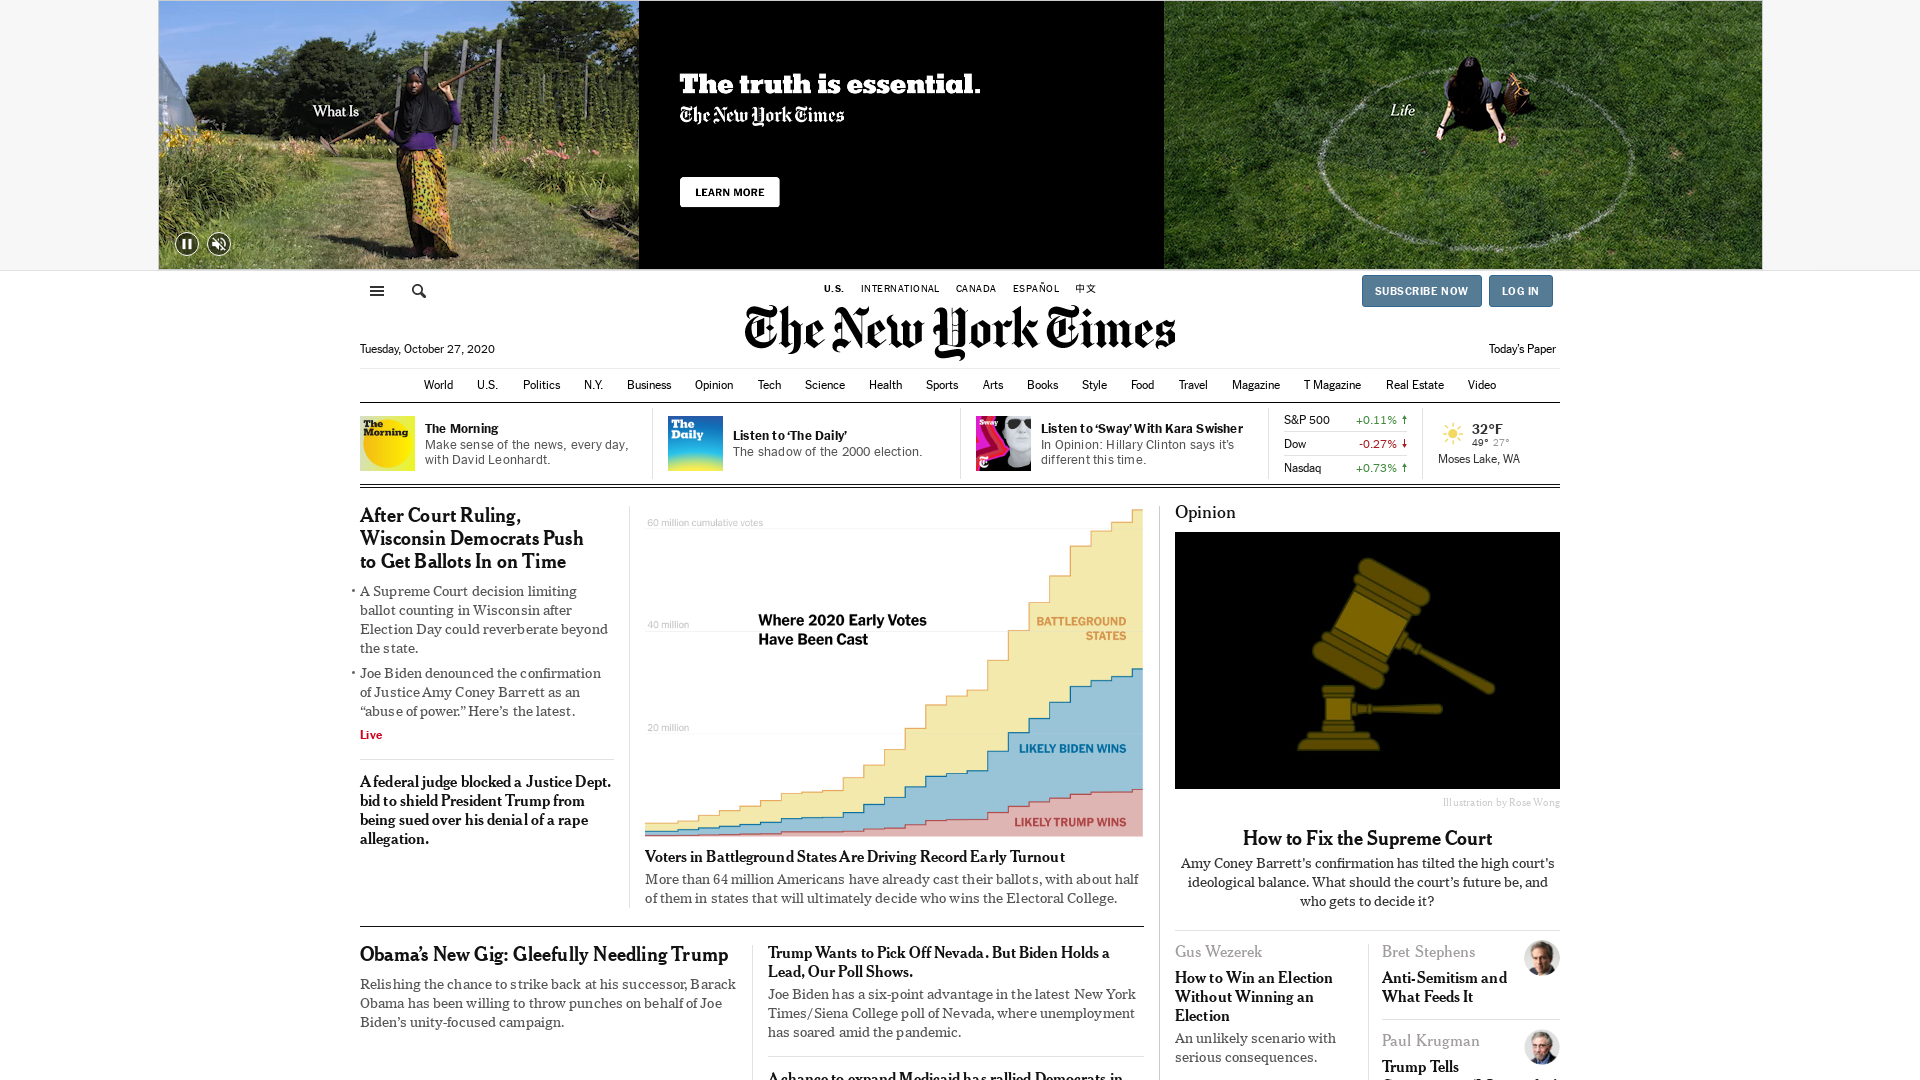 What Is
The truth is essential.
The New York Times
LEARN MORE
Life
U.S. INTERNATIONAL CANADA ESPAÑOL 中文
SUBSCRIBE NOW LOG IN
The New York Times
Tuesday, October 27, 2020
Today's Paper
World U.S. Politics N.Y. Business Opinion Tech Science Health Sports Arts Books Style Food Travel Magazine T Magazine Real Estate Video
The Morning
The Morning
Make sense of the news, every day,
with David Leonhardt.
The Daily
Listen to ‘The Daily’
The shadow of the 2000 election.
Sway
Listen to ‘Sway’ With Kara Swisher
In Opinion: Hillary Clinton says it's
different this time.
S&P 500 +0.11%
Dow -0.27%
Nasdaq +0.73%
32°F
49° 27°
Moses Lake, WA
After Court Ruling,
Wisconsin Democrats Push
to Get Ballots In on Time
• A Supreme Court decision limiting
ballot counting in Wisconsin after
Election Day could reverberate beyond
the state.
• Joe Biden denounced the confirmation
of Justice Amy Coney Barrett as an
“abuse of power.” Here’s the latest.
Live
A federal judge blocked a Justice Dept.
bid to shield President Trump from
being sued over his denial of a rape
allegation.
60 million cumulative votes
Where 2020 Early Votes
Have Been Cast
40 million
BATTLEGROUND
STATES
20 million
LIKELY BIDEN WINS
LIKELY TRUMP WINS
Voters in Battleground States Are Driving Record Early Turnout
More than 64 million Americans have already cast their ballots, with about half
of them in states that will ultimately decide who wins the Electoral College.
Opinion
Illustration by Rose Wong
How to Fix the Supreme Court
Amy Coney Barrett's confirmation has tilted the high court's
ideological balance. What should the court’s future be, and
who gets to decide it?
Obama’s New Gig: Gleefully Needling Trump
Relishing the chance to strike back at his successor, Barack
Obama has been willing to throw punches on behalf of Joe
Biden’s unity-focused campaign.
Trump Wants to Pick Off Nevada. But Biden Holds a
Lead, Our Poll Shows.
Joe Biden has a six-point advantage in the latest New York
Times/Siena College poll of Nevada, where unemployment
has soared amid the pandemic.
A chance to expand Medicaid has rallied Democrats in
Gus Wezerek
How to Win an Election
Without Winning an
Election
An unlikely scenario with
serious consequences.
Bret Stephens
Anti-Semitism and
What Feeds It
Paul Krugman
Trump Tells